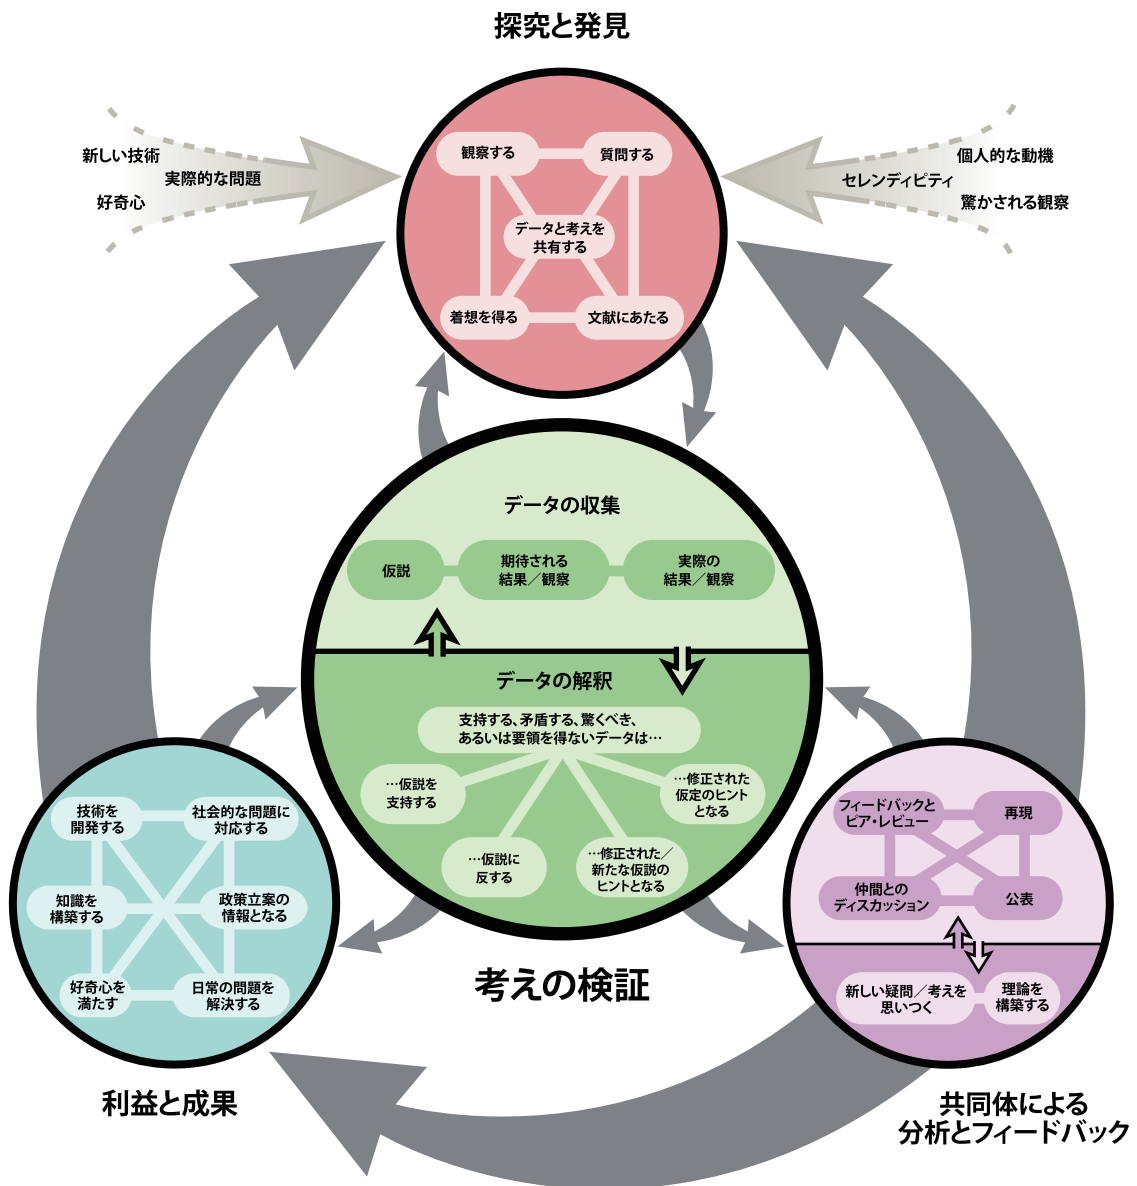 探究と発見
新しい技術
実際的な問題
好奇心
個人的な動機
セレンディピティ
驚かされる観察
観察する
質問する
データと考えを
共有する
着想を得る
文献にあたる
データの収集
仮説
期待される
結果／観察
実際の
結果／観察
データの解釈
支持する、矛盾する、驚くべき、
あるいは要領を得ないデータは…
…仮説を
支持する
…修正された
仮定のヒント
となる
…仮説に
反する
…修正された／
新たな仮説の
ヒントとなる
考えの検証
技術を
開発する
社会的な問題に
対応する
知識を
構築する
政策立案の
情報となる
好奇心を
満たす
日常の問題を
解決する
利益と成果
フィードバックと
ピア・レビュー
再現
仲間との
ディスカッション
公表
新しい疑問／考えを
思いつく
理論を
構築する
共同体による
分析とフィードバック